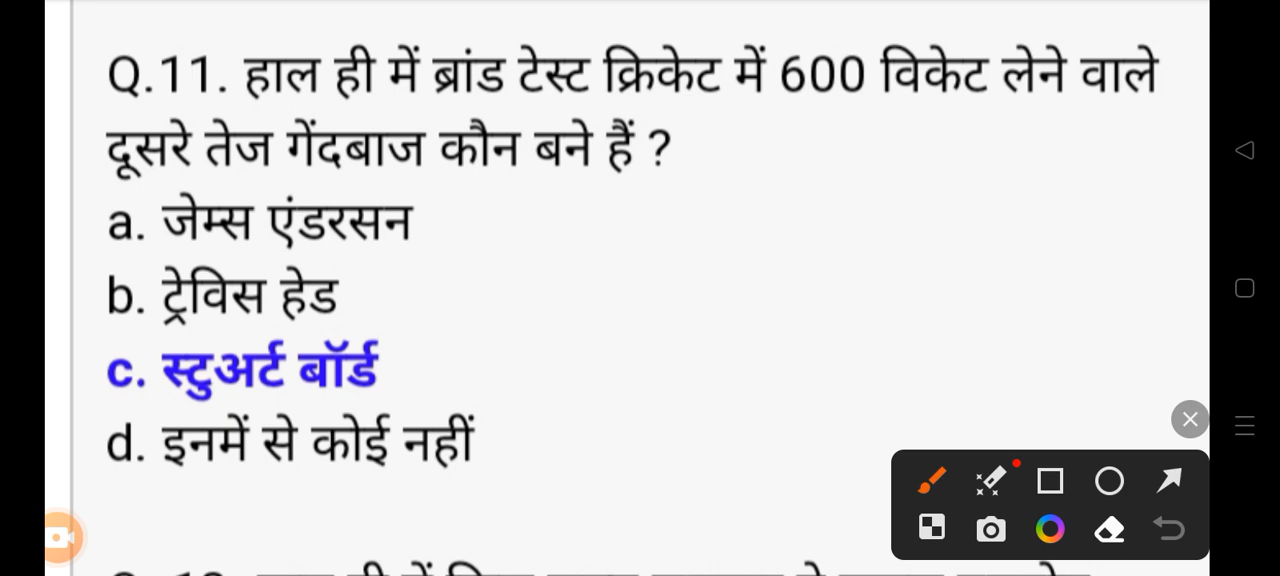 Q.11. हाल ही में ब्रांड टेस्ट क्रिकेट में 600 विकेट लेने वाले
दूसरे तेज गेंदबाज कौन बने हैं ?
a. जेम्स एंडरसन
b. ट्रेविस हेड
c. स्टुअर्ट बॉर्ड
d. इनमें से कोई नहीं